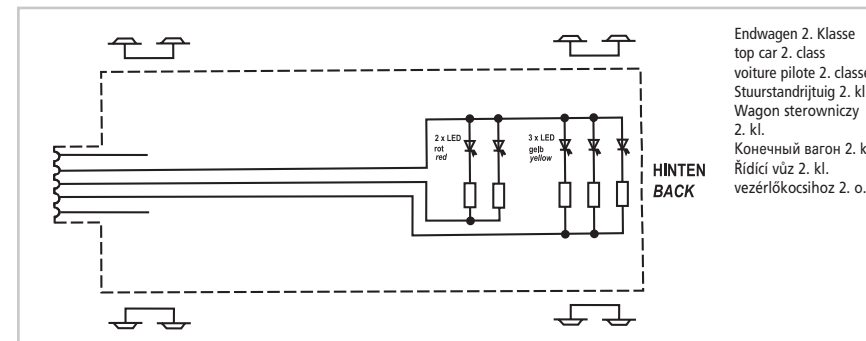 2 x LED
rot
red
3 x LED
gelb
yellow
HINTEN
BACK
Endwagen 2. Klasse
top car 2. class
voiture pilote 2. classe
Stuurstandrijtuig 2. kl
Wagon sterowniczy
2. kl.
Конечный вагон 2. к
Řídící vůz 2. kl.
vezérlőkocsihoz 2. o.